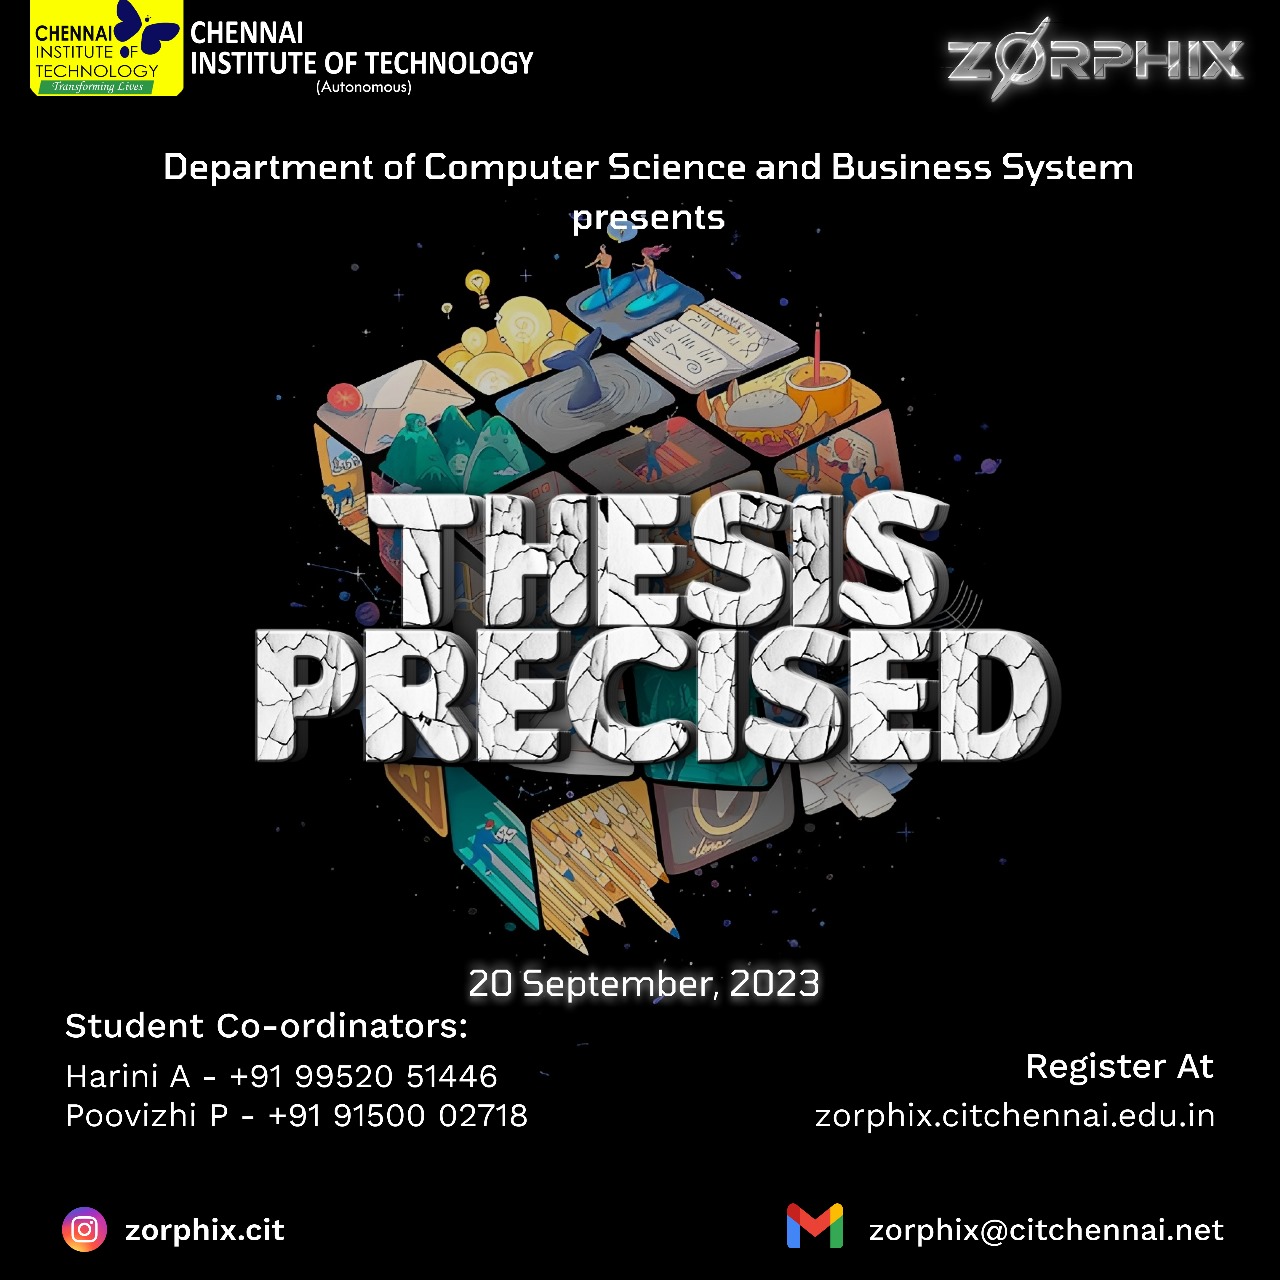 CHENNAI
INSTITUTE OF
TECHNOLOGY
Transforming Lives
CHENNAI
INSTITUTE OF TECHNOLOGY
(Autonomous)
ZORPHIX
Department of Computer Science and Business System
presents
THESIS
PRECISED
20 September, 2023
Student Co-ordinators:
Harini A - +91 99520 51446
Poovizhi P - +91 91500 02718
Register At
zorphix.citchennai.edu.in
zorphix.cit
zorphix@citchennai.net